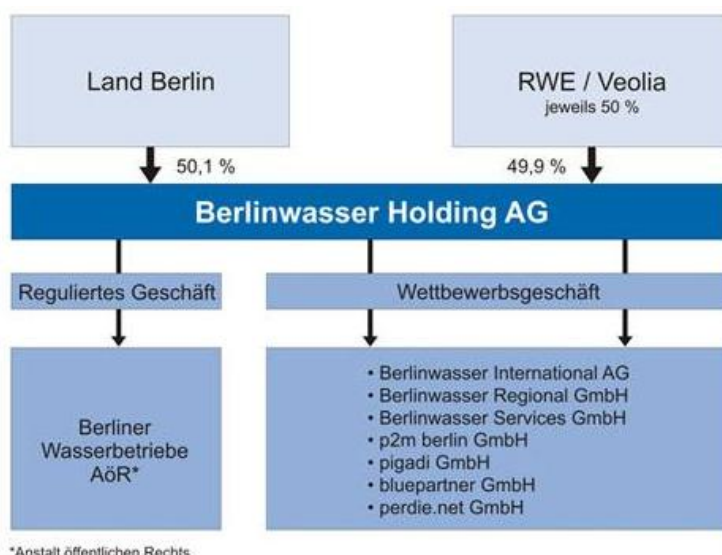 Land Berlin
RWE / Veolia
jeweils 50 %
50,1 %
49,9 %
Berlinwasser Holding AG
Reguliertes Geschäft
Wettbewerbsgeschäft
Berliner
Wasserbetriebe
AöR*
• Berlinwasser International AG
• Berlinwasser Regional GmbH
• Berlinwasser Services GmbH
• p2m berlin GmbH
• pigadi GmbH
• bluepartner GmbH
• perdie.net GmbH
*Anstalt öffentlichen Rechts